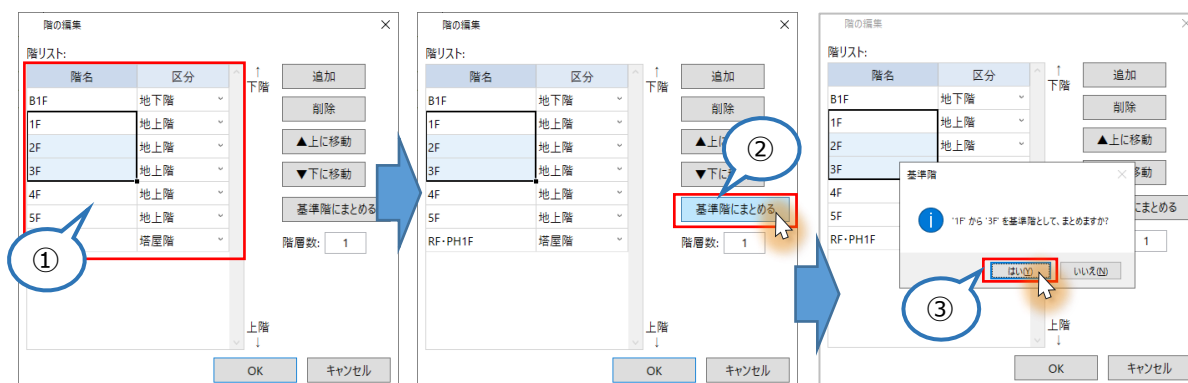 階の編集 ×
階リスト:
階名 区分
B1F 地下階
1F 地上階
2F 地上階
3F 地上階
4F 地上階
5F 地上階
塔屋階
↑
下階
追加
削除
▲上に移動
▼下に移動
基準階にまとめる
階層数: 1
上階
↓
OK キャンセル
①
階の編集 ×
階リスト:
階名 区分
B1F 地下階
1F 地上階
2F 地上階
3F 地上階
4F 地上階
5F 地上階
RF・PH1F 塔屋階
↑
下階
追加
削除
▲上に
▼下に
基準階にまとめる
階層数: 1
上階
↓
OK キャンセル
②
階の編集
階リスト:
階名 区分
B1F 地下階
1F 地上階
2F 地上階
3F
4F
5F
RF・PH1F
↑
下階
追加
削除
▲上に移動
移動
にまとめる
1
基準階 ×
'1F' から '3F' を基準階として、まとめますか?
はい(Y) いいえ(N)
上階
↓
OK キャンセル
③